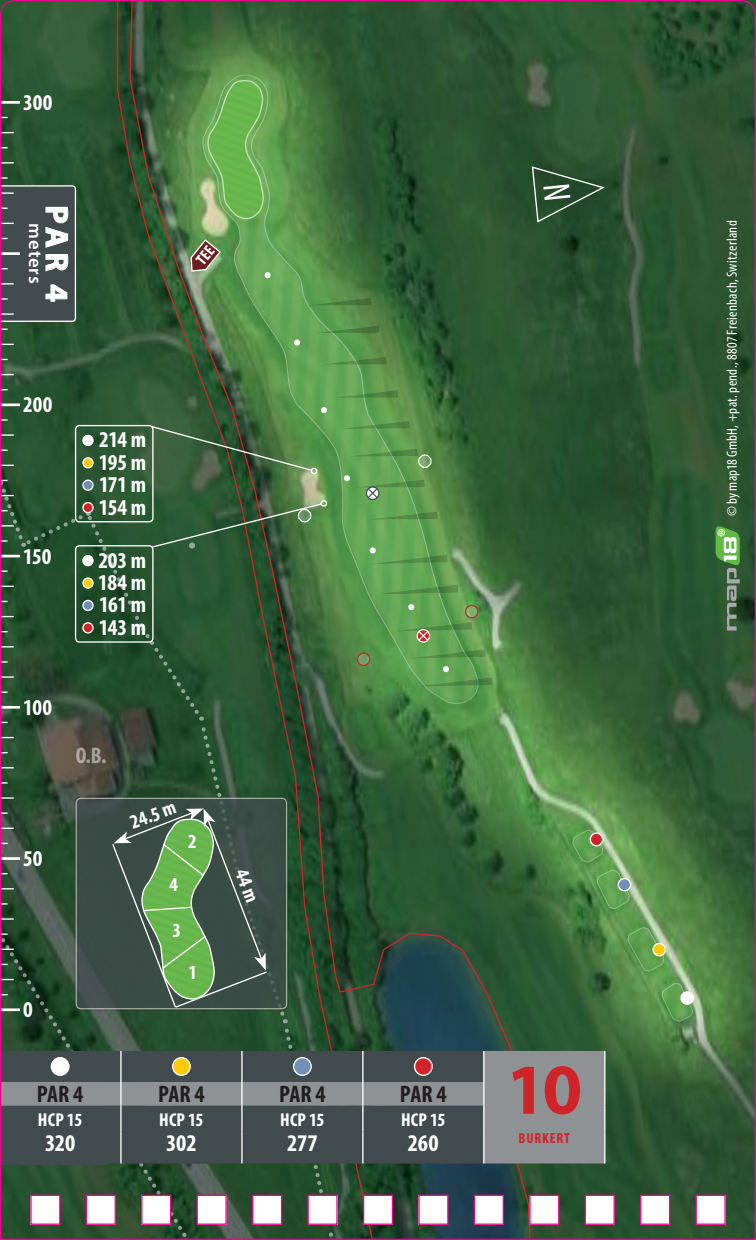 300
PAR 4
meters
N
TEE
200
214 m
195 m
171 m
154 m
150
203 m
184 m
161 m
143 m
100
O.B.
50
24.5 m
44 m
2
4
3
1
0
map18
© by map18 GmbH, +pat. pend., 8807 Freienbach, Switzerland
PAR 4
HCP 15
320
PAR 4
HCP 15
302
PAR 4
HCP 15
277
PAR 4
HCP 15
260
10
BURKERT